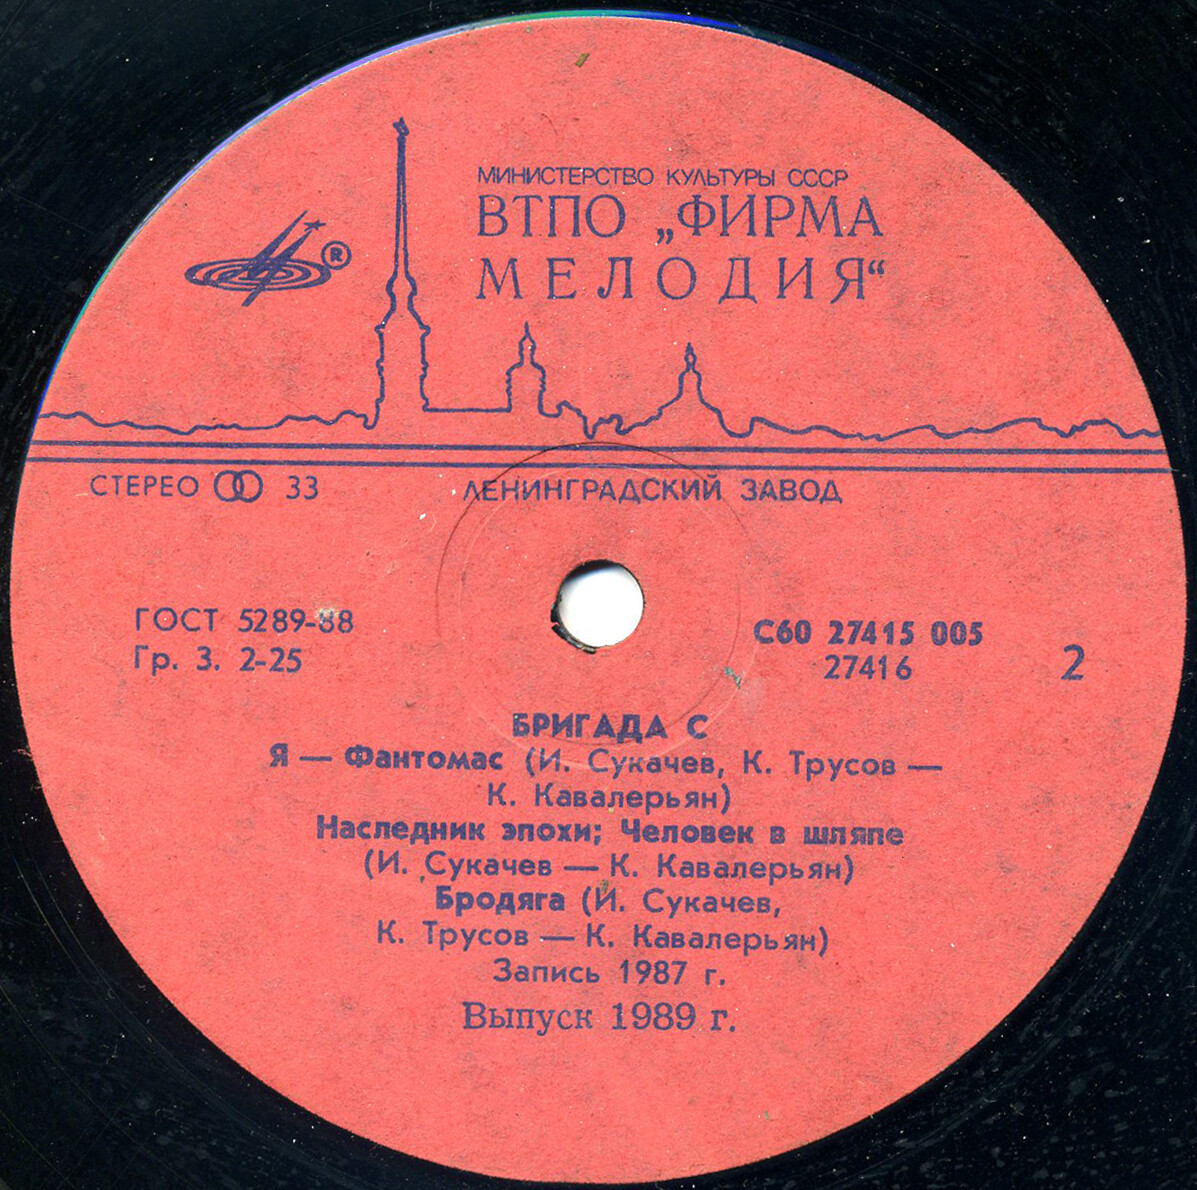 МИНИСТЕРСТВО КУЛЬТУРЫ СССР
ВТПО „ФИРМА
МЕЛОДИЯ“
®
СТЕРЕО 33
ЛЕНИНГРАДСКИЙ ЗАВОД
ГОСТ 5289-88
Гр. 3. 2-25
С60 27415 005
27416
2
БРИГАДА С
Я — Фантомас (И. Сукачев, К. Трусов —
К. Кавалерьян)
Наследник эпохи; Человек в шляпе
(И. Сукачев — К. Кавалерьян)
Бродяга (И. Сукачев,
К. Трусов — К. Кавалерьян)
Запись 1987 г.
Выпуск 1989 г.